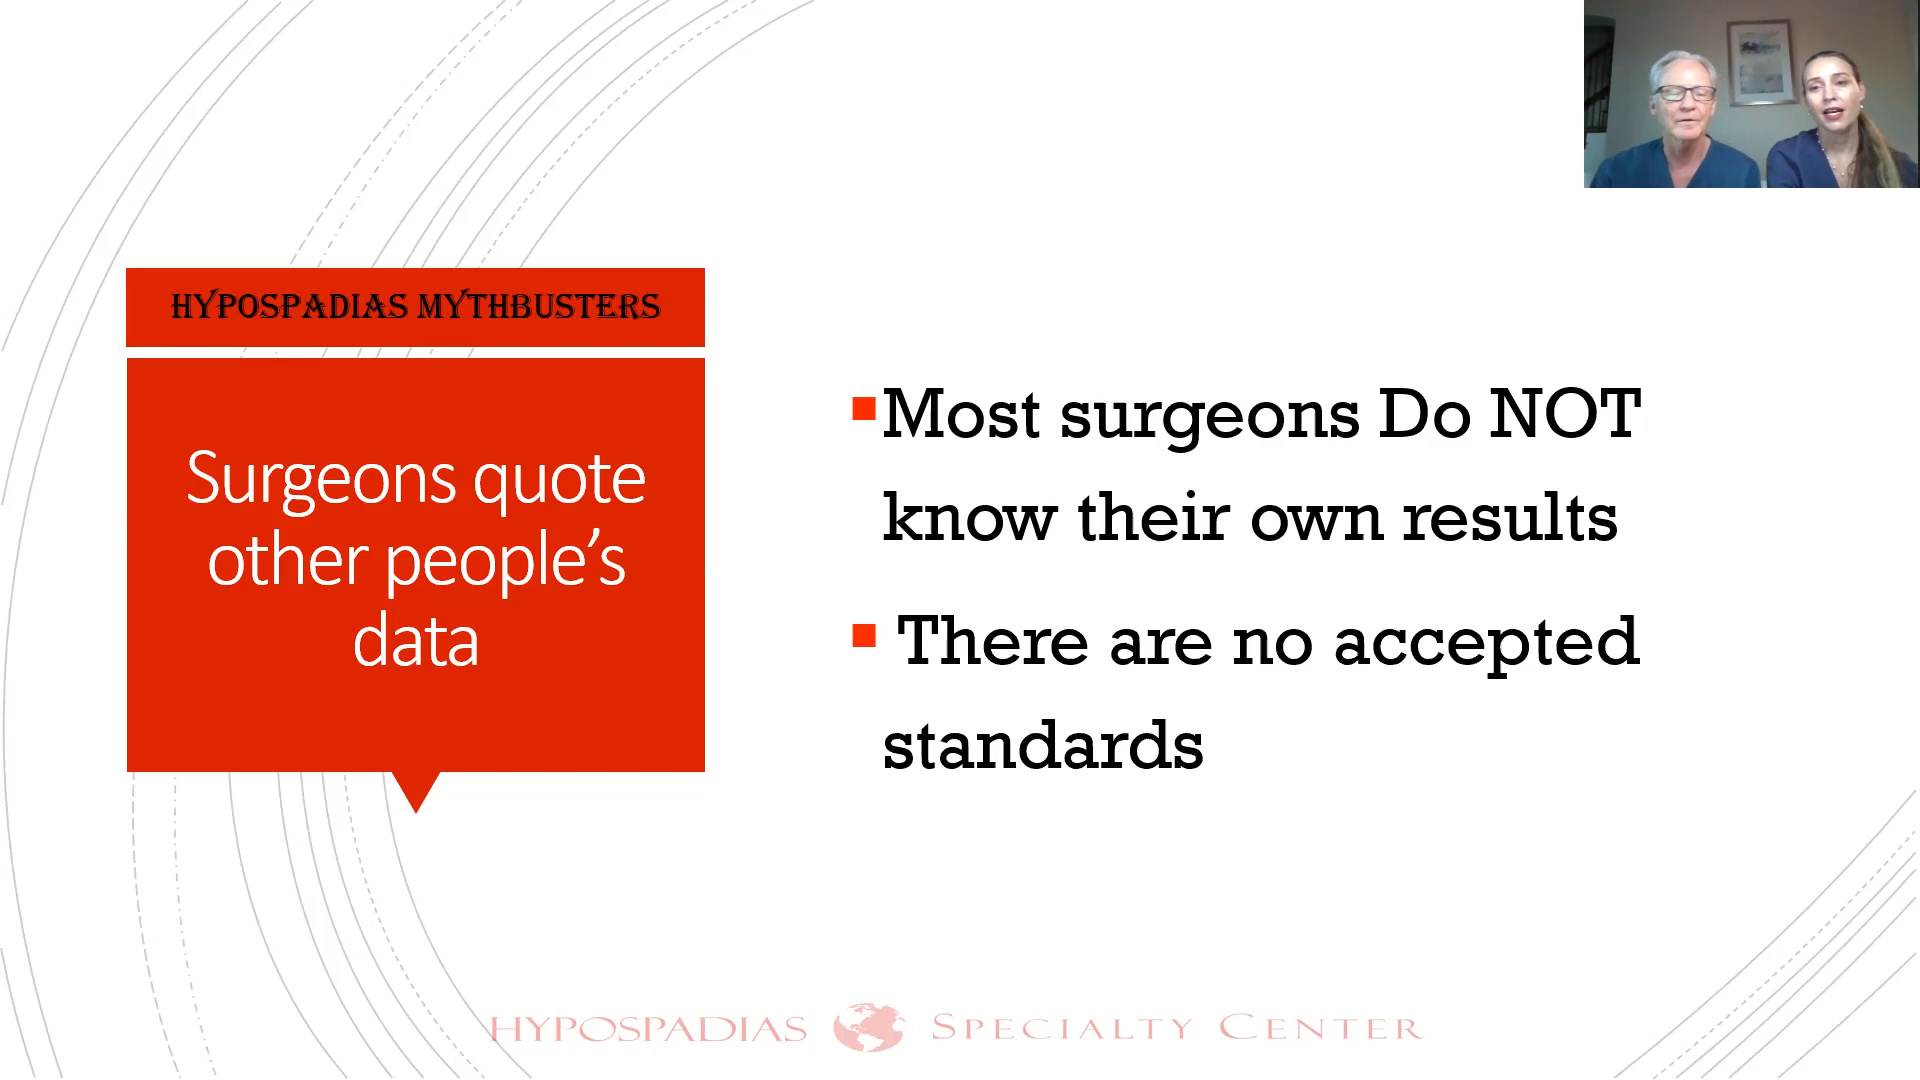 HYPOSPADIAS MYTHBUSTERS
Surgeons quote
other people’s
data
▪Most surgeons Do NOT
know their own results
▪ There are no accepted
standards
HYPOSPADIAS SPECIALTY CENTER